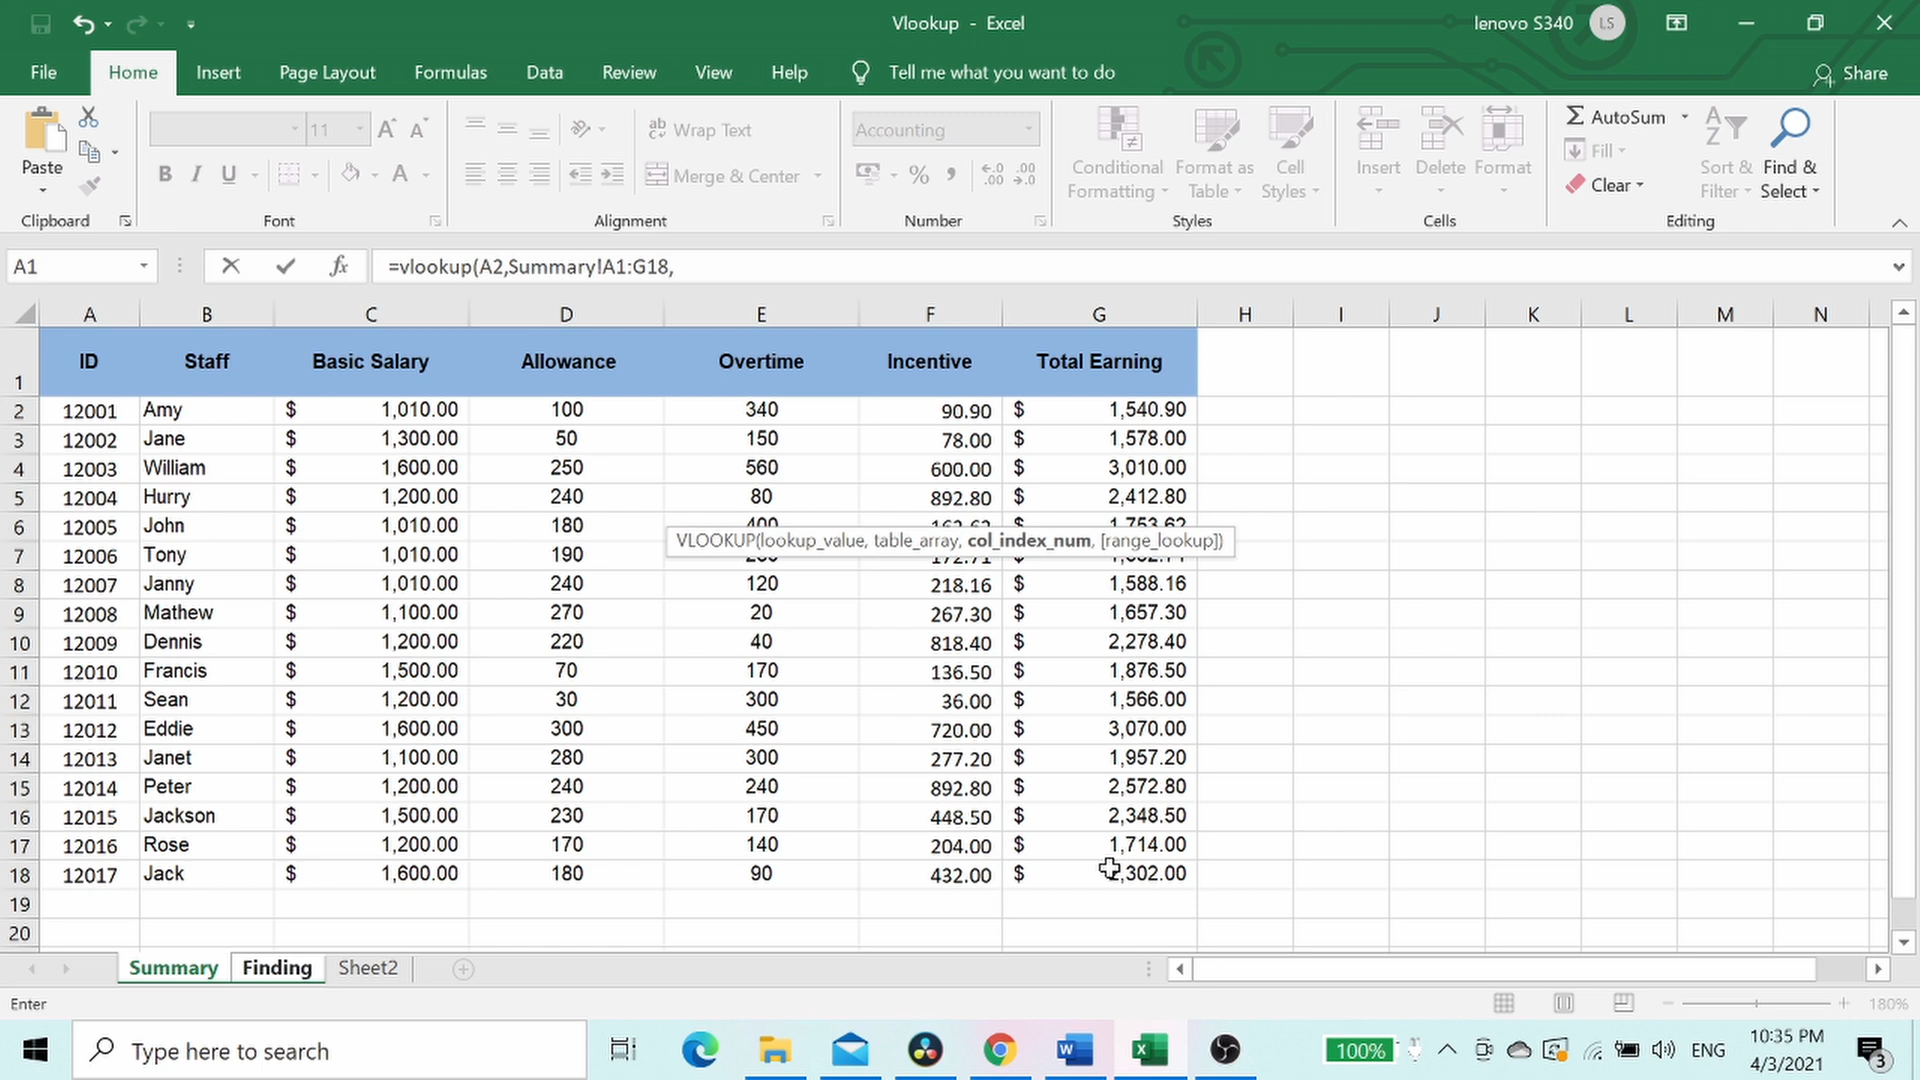 Vlookup - Excel
lenovo S340 LS
File Home Insert Page Layout Formulas Data Review View Help Tell me what you want to do Share
Paste
11
B I U A
Clipboard
Font
ab Wrap Text
Merge & Center
Alignment
Accounting
% ,
Number
Conditional Formatting
Format as Table
Cell Styles
Styles
Insert Delete Format
Cells
AutoSum
Fill
Clear
Sort & Filter
Find & Select
Editing
A1 fx =vlookup(A2,Summary!A1:G18,
A B C D E F G H I J K L M N
1 ID Staff Basic Salary Allowance Overtime Incentive Total Earning
2 12001 Amy $ 1,010.00 100 340 90.90 $ 1,540.90
3 12002 Jane $ 1,300.00 50 150 78.00 $ 1,578.00
4 12003 William $ 1,600.00 250 560 600.00 $ 3,010.00
5 12004 Hurry $ 1,200.00 240 80 892.80 $ 2,412.80
6 12005 John $ 1,010.00 180 400 162.62 $ 1,753.62
VLOOKUP(lookup_value, table_array, col_index_num, [range_lookup])
7 12006 Tony $ 1,010.00 190
8 12007 Janny $ 1,010.00 240 120 218.16 $ 1,588.16
9 12008 Mathew $ 1,100.00 270 20 267.30 $ 1,657.30
10 12009 Dennis $ 1,200.00 220 40 818.40 $ 2,278.40
11 12010 Francis $ 1,500.00 70 170 136.50 $ 1,876.50
12 12011 Sean $ 1,200.00 30 300 36.00 $ 1,566.00
13 12012 Eddie $ 1,600.00 300 450 720.00 $ 3,070.00
14 12013 Janet $ 1,100.00 280 300 277.20 $ 1,957.20
15 12014 Peter $ 1,200.00 240 240 892.80 $ 2,572.80
16 12015 Jackson $ 1,500.00 230 170 448.50 $ 2,348.50
17 12016 Rose $ 1,200.00 170 140 204.00 $ 1,714.00
18 12017 Jack $ 1,600.00 180 90 432.00 $ 2,302.00
19
20
Summary Finding Sheet2
Enter
180%
Type here to search
100% ENG
10:35 PM
4/3/2021
3